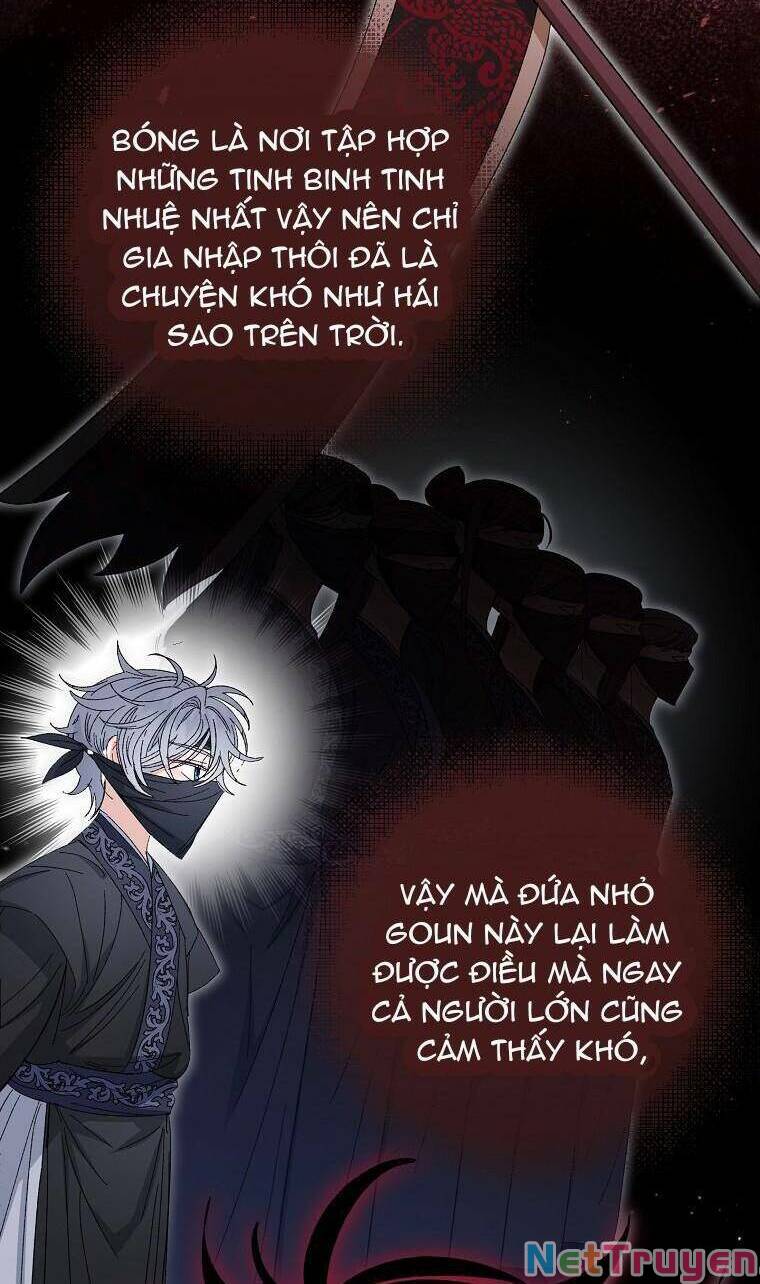 BÓNG LÀ NƠI TẬP HỢP
NHỮNG TINH BINH TINH
NHUỆ NHẤT VẬY NÊN CHỈ
GIA NHẬP THÔI ĐÃ LÀ
CHUYỆN KHÓ NHƯ HÁI
SAO TRÊN TRỜI.
VẬY MÀ ĐỨA NHỎ
GOUN NÀY LẠI LÀM
ĐƯỢC ĐIỀU MÀ NGAY
CẢ NGƯỜI LỚN CŨNG
CẢM THẤY KHÓ,
NetTruyen